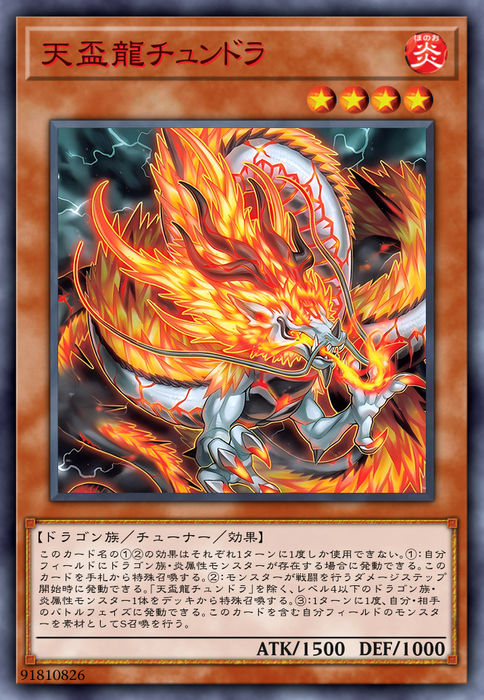 天盃龍チュンドラ
ほのお
炎
【ドラゴン族／チューナー／効果】
このカード名の①②の効果はそれぞれ1ターンに1度しか使用できない。①：自分
フィールドにドラゴン族・炎属性モンスターが存在する場合に発動できる。この
カードを手札から特殊召喚する。②：モンスターが戦闘を行うダメージステップ
開始時に発動できる。「天盃龍チュンドラ」を除く、レベル4以下のドラゴン族・
炎属性モンスター1体をデッキから特殊召喚する。③：1ターンに1度、自分・相手
のバトルフェイズに発動できる。このカードを含む自分フィールドのモンスター
を素材としてS召喚を行う。
ATK/1500 DEF/1000
91810826